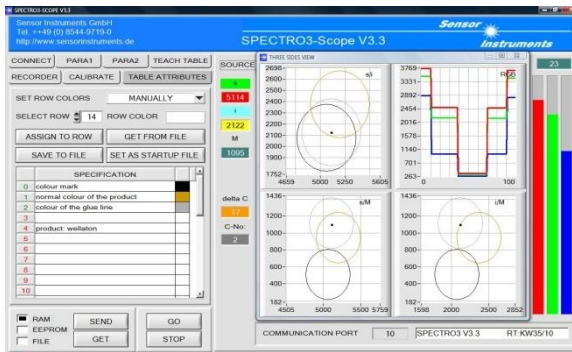 SPECTRO3-Scope V3.3
Sensor Instruments GmbH
Tel. ++49 (0) 8544-9719-0
http://www.sensorinstruments.de
SPECTRO3-Scope V3.3
Sensor
Instruments
CONNECT PARA1 PARA2 TEACH TABLE
RECORDER CALIBRATE TABLE ATTRIBUTES
SET ROW COLORS MANUALLY
SELECT ROW 14 ROW COLOR
ASSIGN TO ROW GET FROM FILE
SAVE TO FILE SET AS STARTUP FILE
SPECIFICATION
0 colour mark
1 normal colour of the product
2 colour of the glue line
3
4 product: wellaton
5
6
7
8
9
10
RAM
EEPROM
FILE
SEND GO
GET STOP
SOURCE
s
5114
i
2122
M
1095
delta C
17
C-No:
2
THREE SIDES VIEW
2698
2600
2500
2400
2300
2200
2100
2000
1900
1752
4659 5000 5250 5605
s/i
3769
3331
2892
2454
2016
1578
1140
701
263
0 100
1436
1200
1000
800
600
400
182
4505 5000 5500 5759
s/M
1436
1200
1000
800
600
400
182
1598 2000 2500 2852
i/M
23
COMMUNICATION PORT 10 SPECTRO3 V3.3 RT:KW35/10